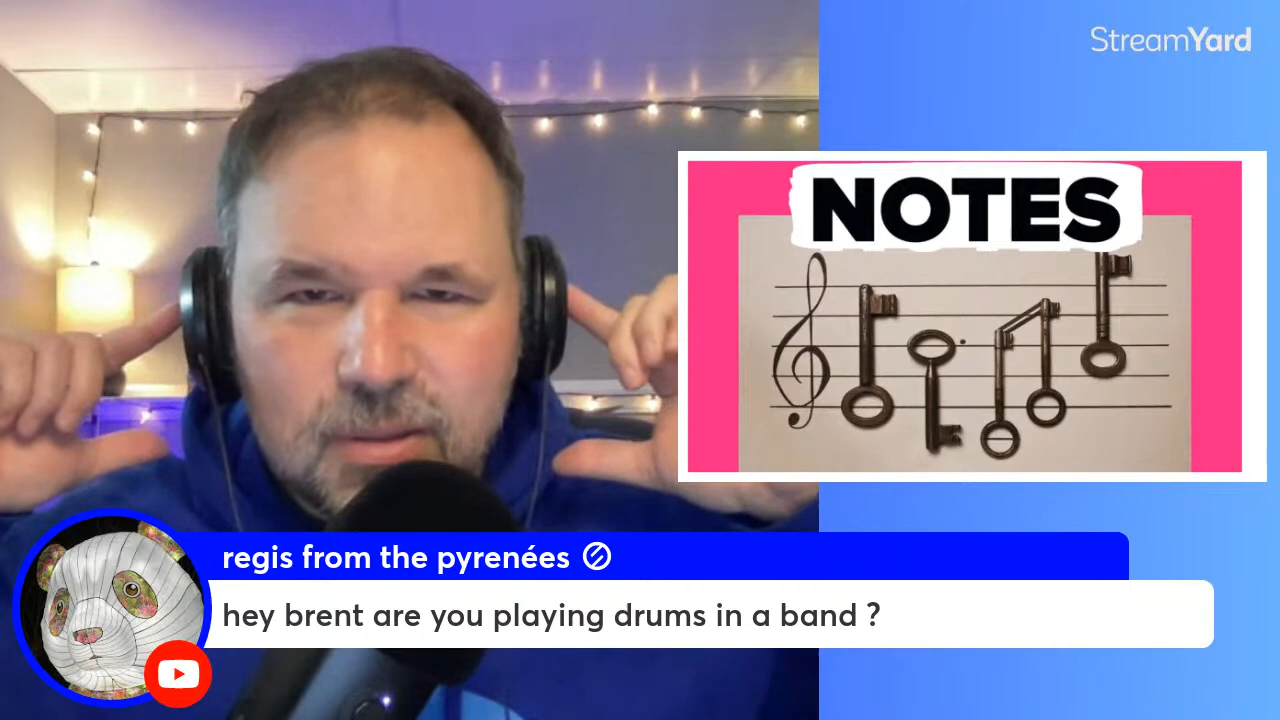 StreamYard
NOTES
regis from the pyrenées
hey brent are you playing drums in a band ?